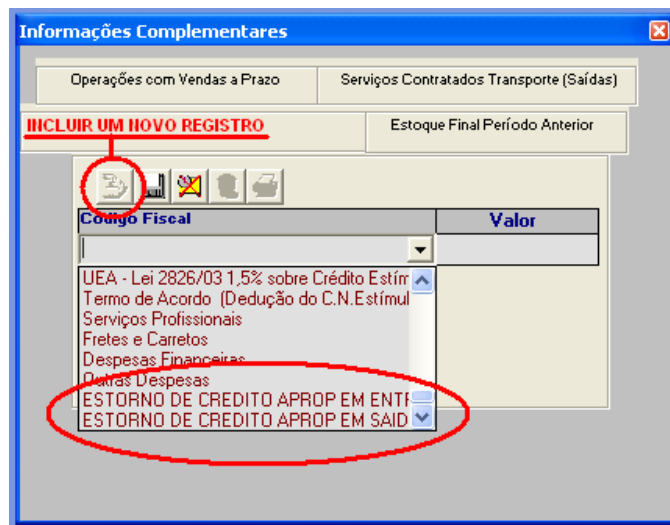 Informações Complementares
Operações com Vendas a Prazo
Serviços Contratados Transporte (Saídas)
INCLUIR UM NOVO REGISTRO
Estoque Final Período Anterior
Código Fiscal
Valor
UEA - Lei 2826/03 1,5% sobre Crédito Estím
Termo de Acordo (Dedução do C.N.Estímul
Serviços Profissionais
Fretes e Carretos
Despesas Financeiras
Outras Despesas
ESTORNO DE CREDITO APROP EM ENTR
ESTORNO DE CREDITO APROP EM SAID